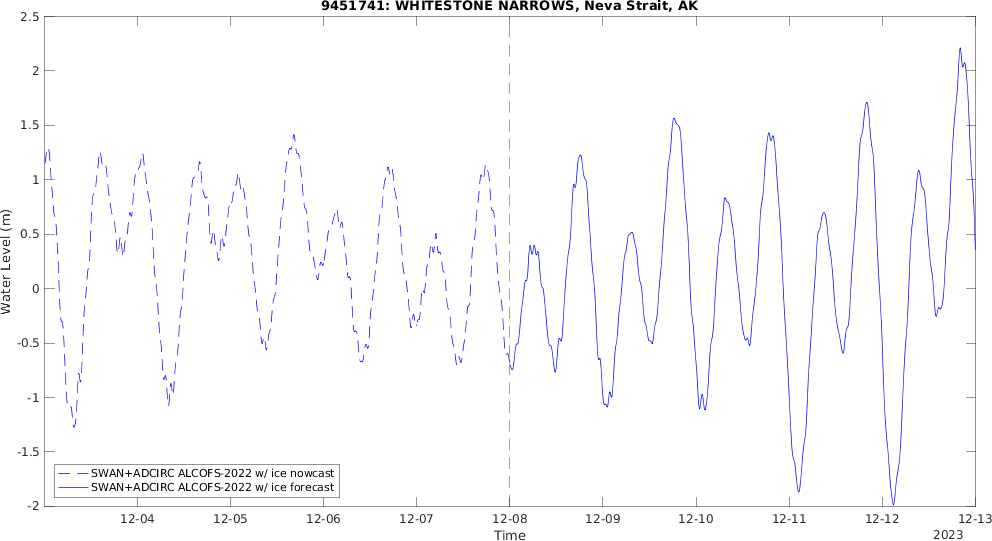 9451741: WHITESTONE NARROWS, Neva Strait, AK
2.5
2
1.5
1
0.5
0
-0.5
-1
-1.5
-2
Water Level (m)
SWAN+ADCIRC ALCOFS-2022 w/ ice nowcast
SWAN+ADCIRC ALCOFS-2022 w/ ice forecast
12-04 12-05 12-06 12-07 12-08 12-09 12-10 12-11 12-12 12-13
Time
2023